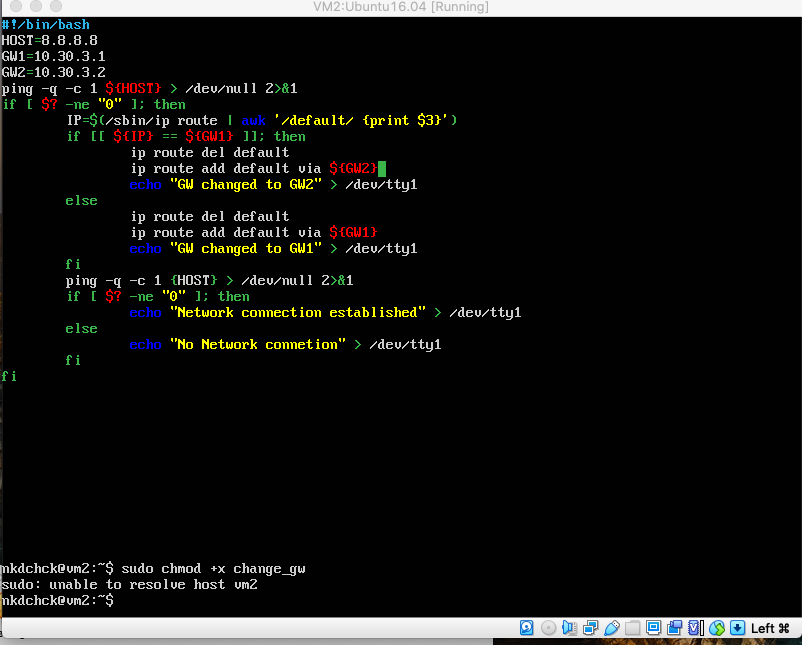 VM2:Ubuntu16.04 [Running]
#!/bin/bash
HOST=8.8.8.8
GW1=10.30.3.1
GW2=10.30.3.2
ping -q -c 1 ${HOST} > /dev/null 2>&1
if [ $? -ne "0" ]; then
        IP=$(/sbin/ip route | awk '/default/ {print $3}')
        if [[ ${IP} == ${GW1} ]]; then
                ip route del default
                ip route add default via ${GW2}
                echo "GW changed to GW2" > /dev/tty1
        else
                ip route del default
                ip route add default via ${GW1}
                echo "GW changed to GW1" > /dev/tty1
        fi
        ping -q -c 1 {HOST} > /dev/null 2>&1
        if [ $? -ne "0" ]; then
                echo "Network connection established" > /dev/tty1
        else
                echo "No Network connetion" > /dev/tty1
        fi
fi
mkdchck@vm2:~$ sudo chmod +x change_gw
sudo: unable to resolve host vm2
mkdchck@vm2:~$
Left ⌘